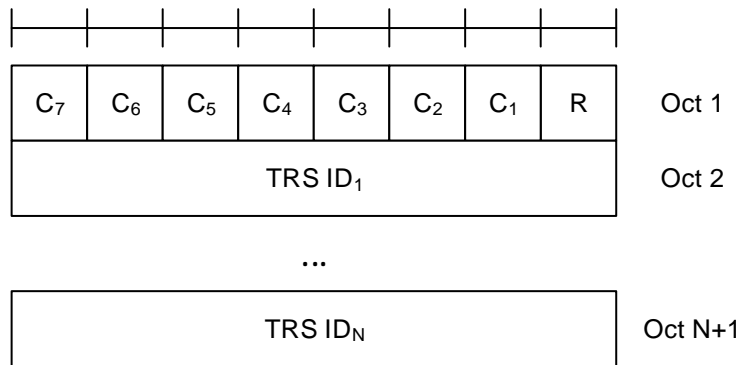 C₇ C₆ C₅ C₄ C₃ C₂ C₁ R Oct 1
TRS ID₁ Oct 2
...
TRS IDN Oct N+1